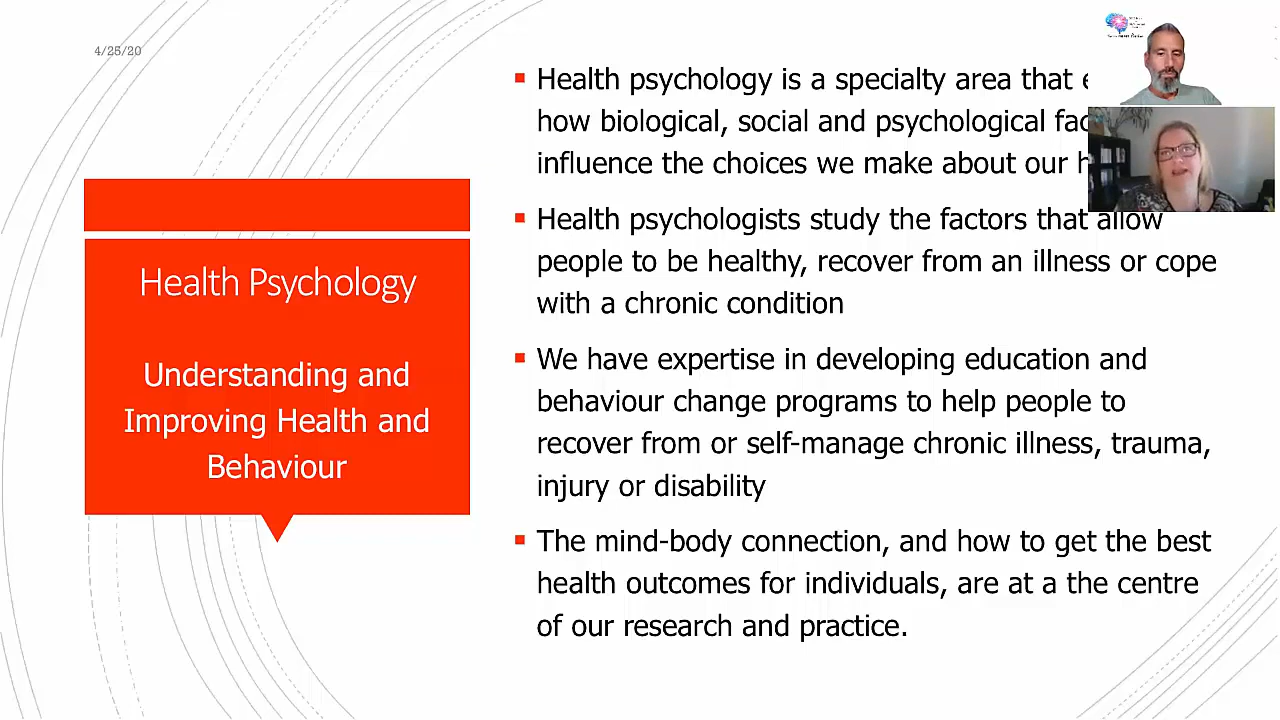 4/25/20
Health Psychology
Understanding and
Improving Health and
Behaviour
Health psychology is a specialty area that
how biological, social and psychological
influence the choices we make about our
Health psychologists study the factors that allow
people to be healthy, recover from an illness or cope
with a chronic condition
We have expertise in developing education and
behaviour change programs to help people to
recover from or self-manage chronic illness, trauma,
injury or disability
The mind-body connection, and how to get the best
health outcomes for individuals, are at a the centre
of our research and practice.